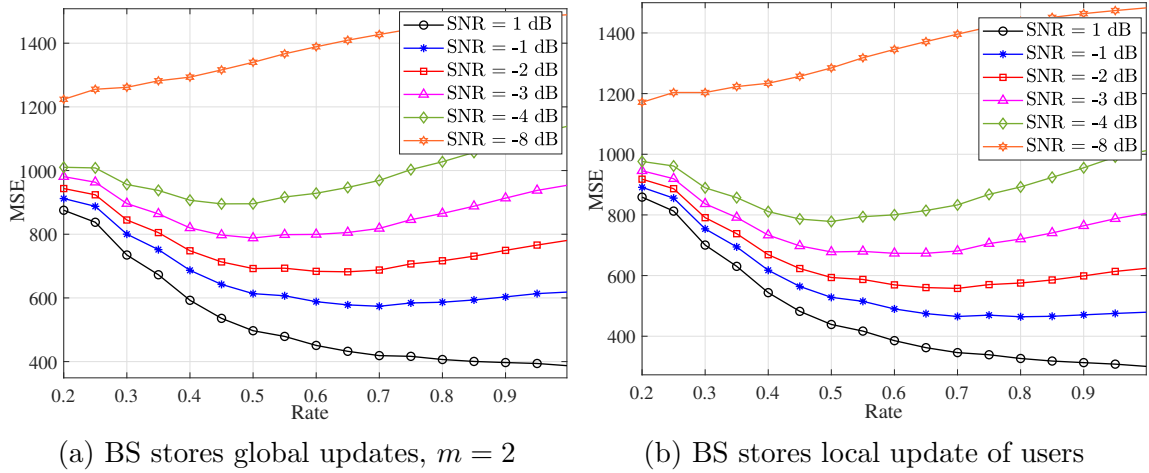 1400
1200
1000
800
600
400
MSE
0.2 0.3 0.4 0.5 0.6 0.7 0.8 0.9
Rate
SNR = 1 dB
SNR = -1 dB
SNR = -2 dB
SNR = -3 dB
SNR = -4 dB
SNR = -8 dB
(a) BS stores global updates, m = 2
1400
1200
1000
800
600
400
MSE
0.2 0.3 0.4 0.5 0.6 0.7 0.8 0.9
Rate
SNR = 1 dB
SNR = -1 dB
SNR = -2 dB
SNR = -3 dB
SNR = -4 dB
SNR = -8 dB
(b) BS stores local update of users